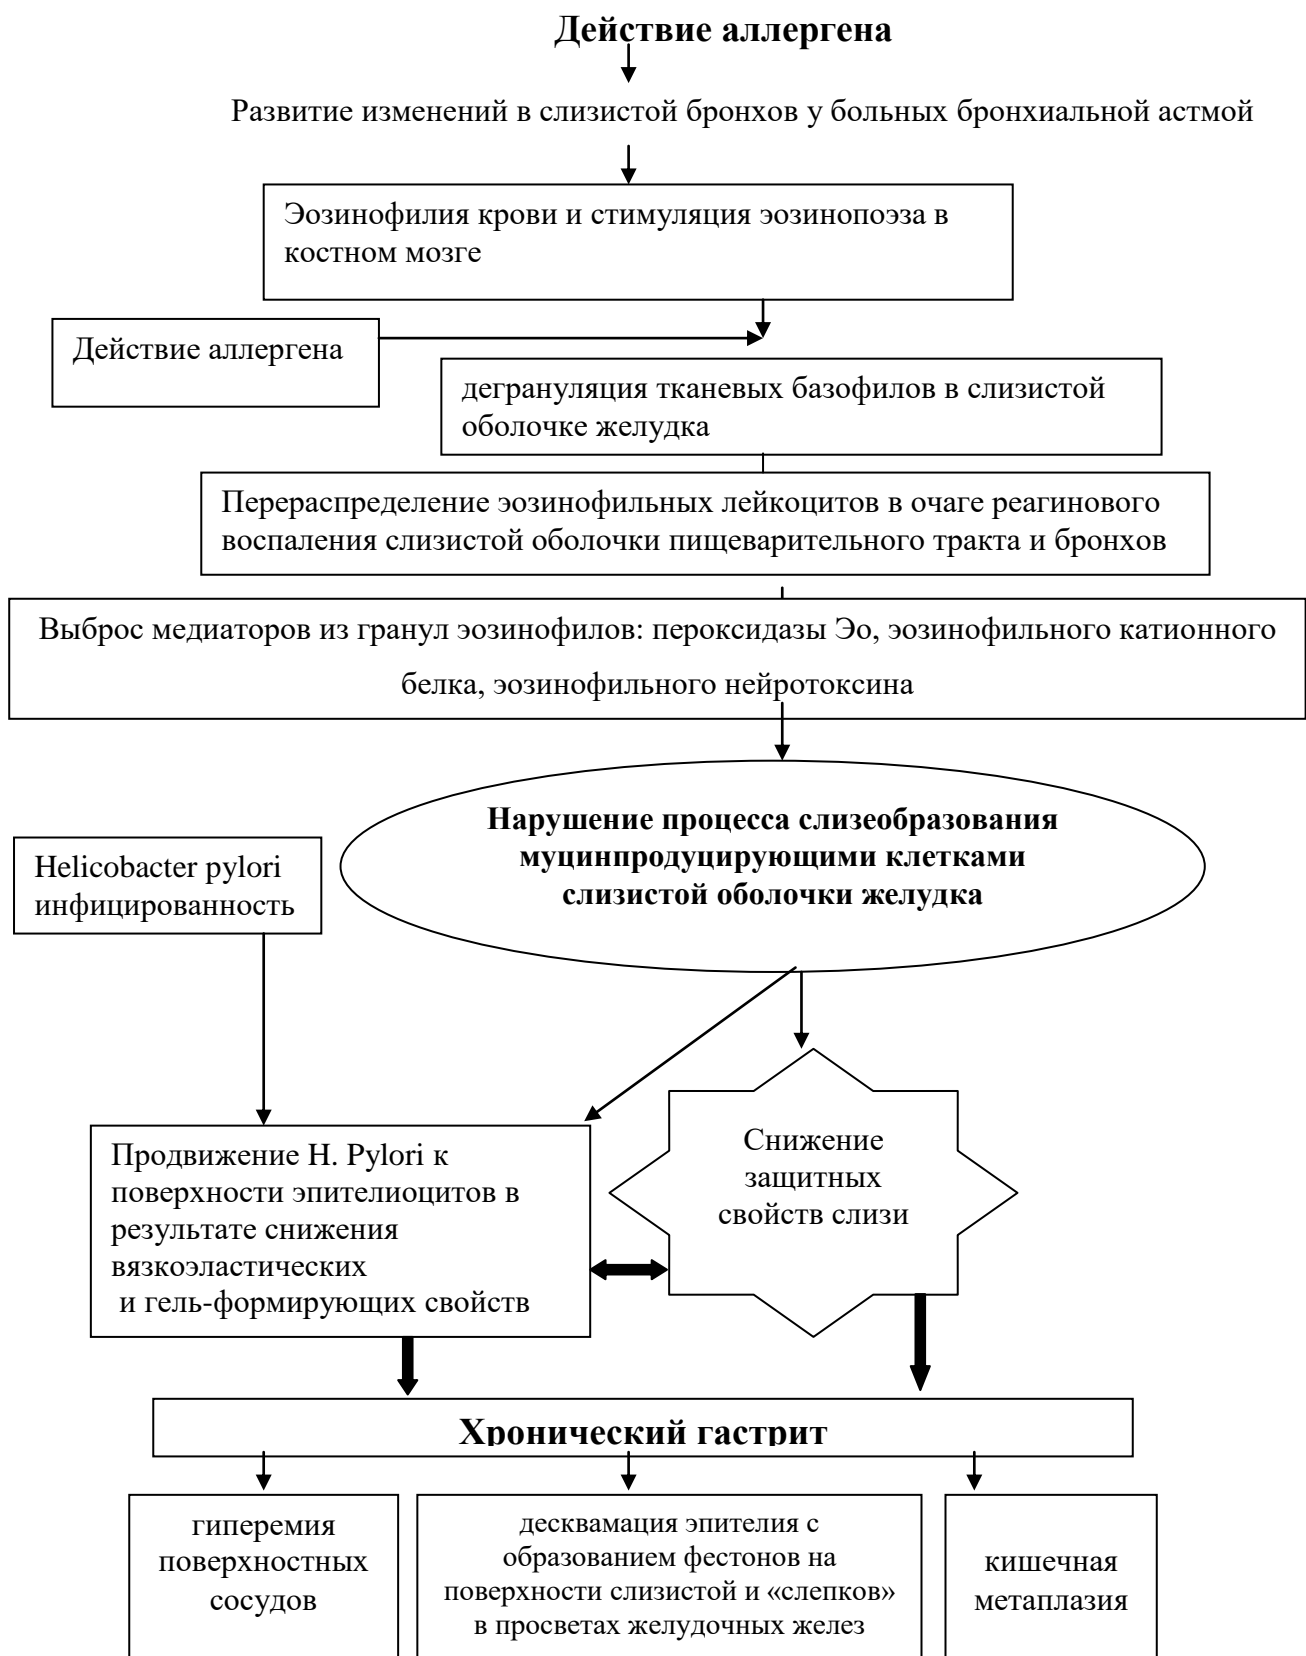 Действие аллергена
Развитие изменений в слизистой бронхов у больных бронхиальной астмой
Эозинофилия крови и стимуляция эозинопоэза в
костном мозге
Действие аллергена
дегрануляция тканевых базофилов в слизистой
оболочке желудка
Перераспределение эозинофильных лейкоцитов в очаге реагинового
воспаления слизистой оболочки пищеварительного тракта и бронхов
Выброс медиаторов из гранул эозинофилов: пероксидазы Эо, эозинофильного катионного
белка, эозинофильного нейротоксина
Нарушение процесса слизеобразования
муцинпродуцирующими клетками
слизистой оболочки желудка
Helicobacter pylori
инфицированность
Продвижение H. Pylori к
поверхности эпителиоцитов в
результате снижения
вязкоэластических
и гель-формирующих свойств
Снижение
защитных
свойств слизи
Хронический гастрит
гиперемия
поверхностных
сосудов
десквамация эпителия с
образованием фестонов на
поверхности слизистой и «слепков»
в просветах желудочных желез
кишечная
метаплазия